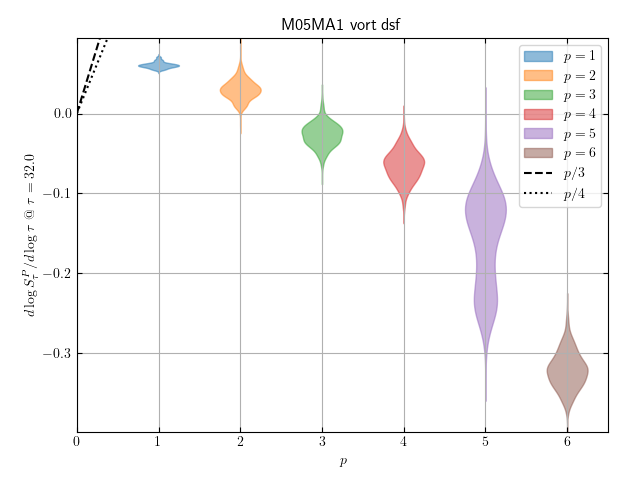 M05MA1 vort dsf
d log S_τ^P / d log τ @ τ = 32.0
0.0
−0.1
−0.2
−0.3
0 1 2 3 4 5 6
p
p = 1
p = 2
p = 3
p = 4
p = 5
p = 6
p/3
p/4